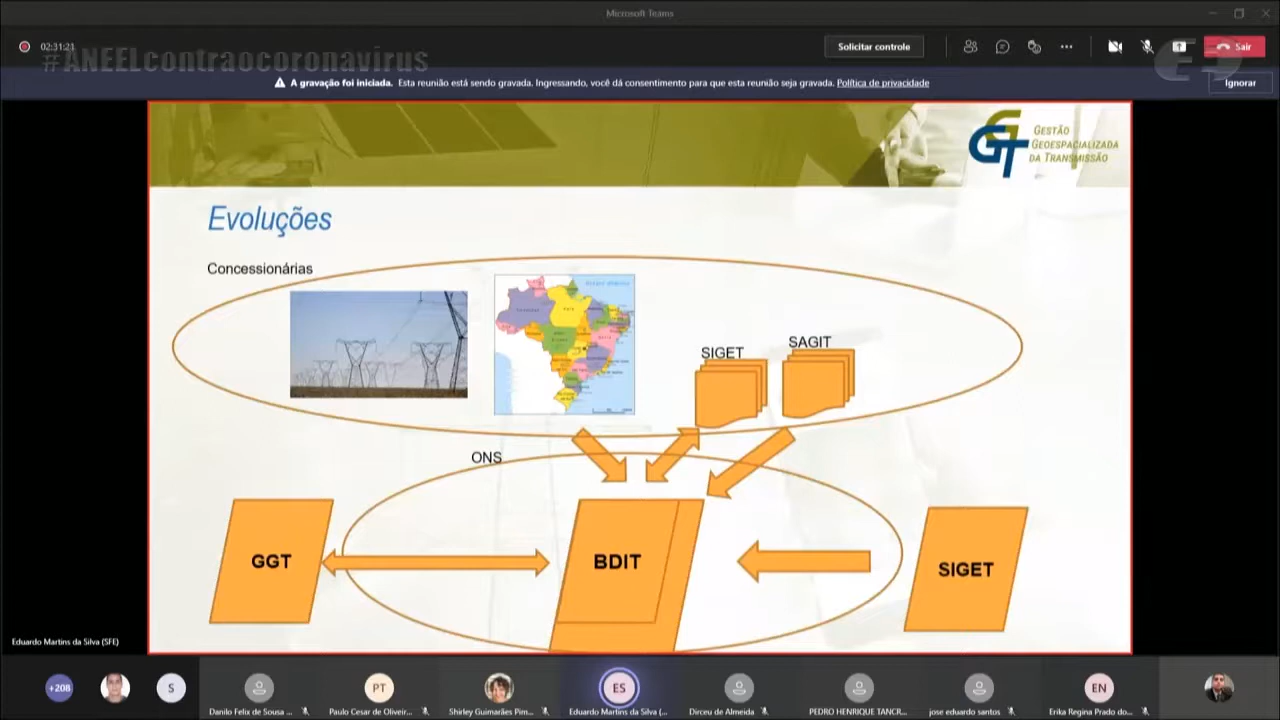 Microsoft Teams
02:31:21
#ANEELcontraocoronavirus
Solicitar controle
Sair
A gravação foi iniciada. Esta reunião está sendo gravada. Ingressando, você dá consentimento para que esta reunião seja gravada. Política de privacidade
Ignorar
GGT
GESTÃO
GEOESPACIALIZADA
DA TRANSMISSÃO
Evoluções
Concessionárias
SIGET
SAGIT
ONS
GGT
BDIT
SIGET
Eduardo Martins da Silva (SFE)
+208
S
PT
ES
EN
Danilo Felix de Sousa ...
Paulo Cesar de Oliveir...
Shirley Guimarães Pim...
Eduardo Martins da Silva (...
Dirceu de Almeida
PEDRO HENRIQUE TANCR...
jose eduardo santos
Erika Regina Prado do...